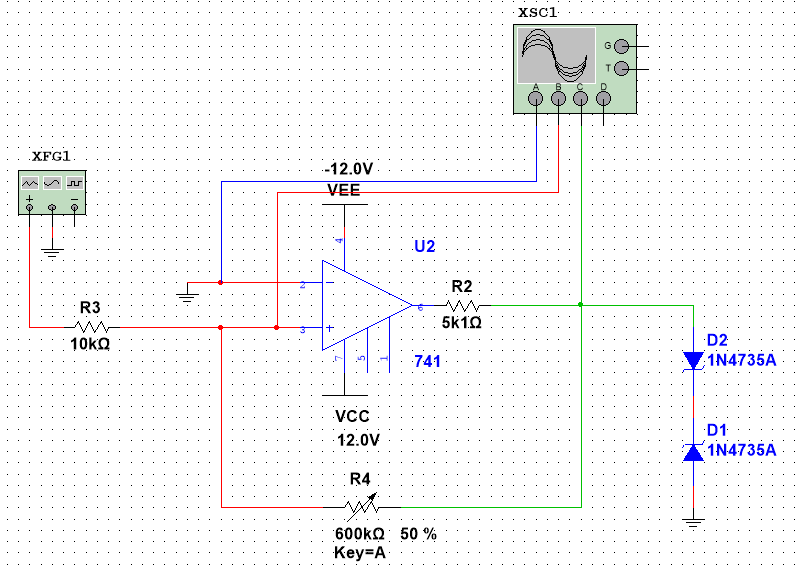 XSC1
G
T
A B C D
XFG1
+ −
-12.0V
VEE
4
U2
2
−
R2
6
5k1Ω
R3
10kΩ
3
+
7 5 1
741
D2
1N4735A
VCC
12.0V
D1
1N4735A
R4
600kΩ 50 %
Key=A